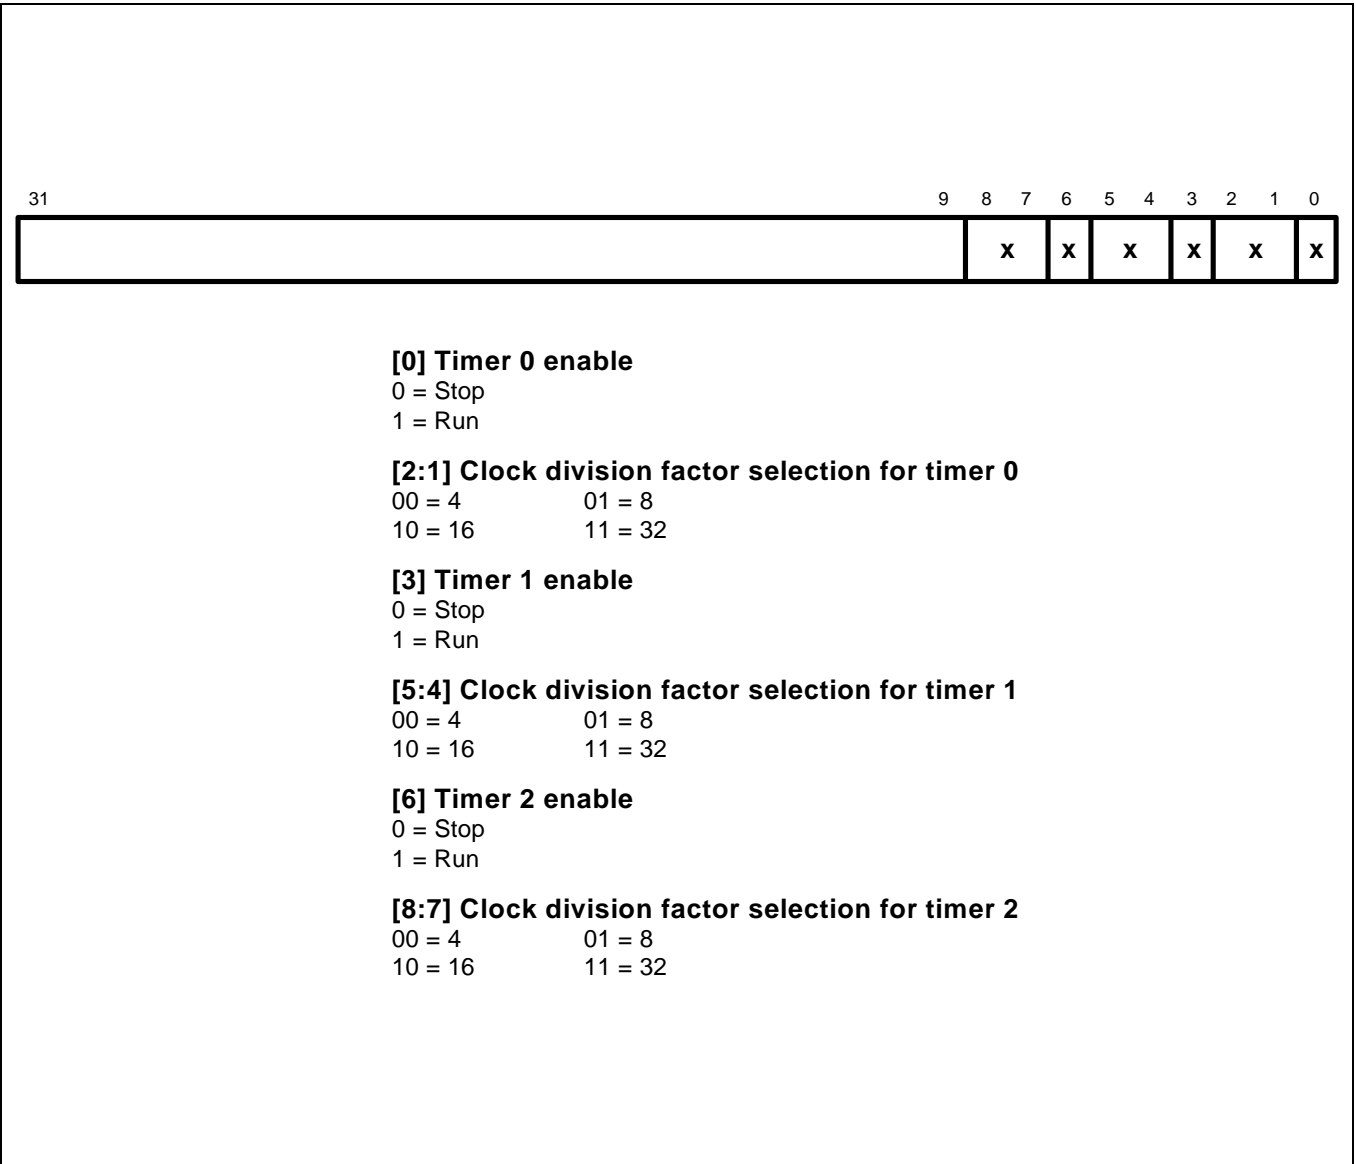 31 9 8 7 6 5 4 3 2 1 0
x x x x x x
[0] Timer 0 enable
0 = Stop
1 = Run
[2:1] Clock division factor selection for timer 0
00 = 4 01 = 8
10 = 16 11 = 32
[3] Timer 1 enable
0 = Stop
1 = Run
[5:4] Clock division factor selection for timer 1
00 = 4 01 = 8
10 = 16 11 = 32
[6] Timer 2 enable
0 = Stop
1 = Run
[8:7] Clock division factor selection for timer 2
00 = 4 01 = 8
10 = 16 11 = 32